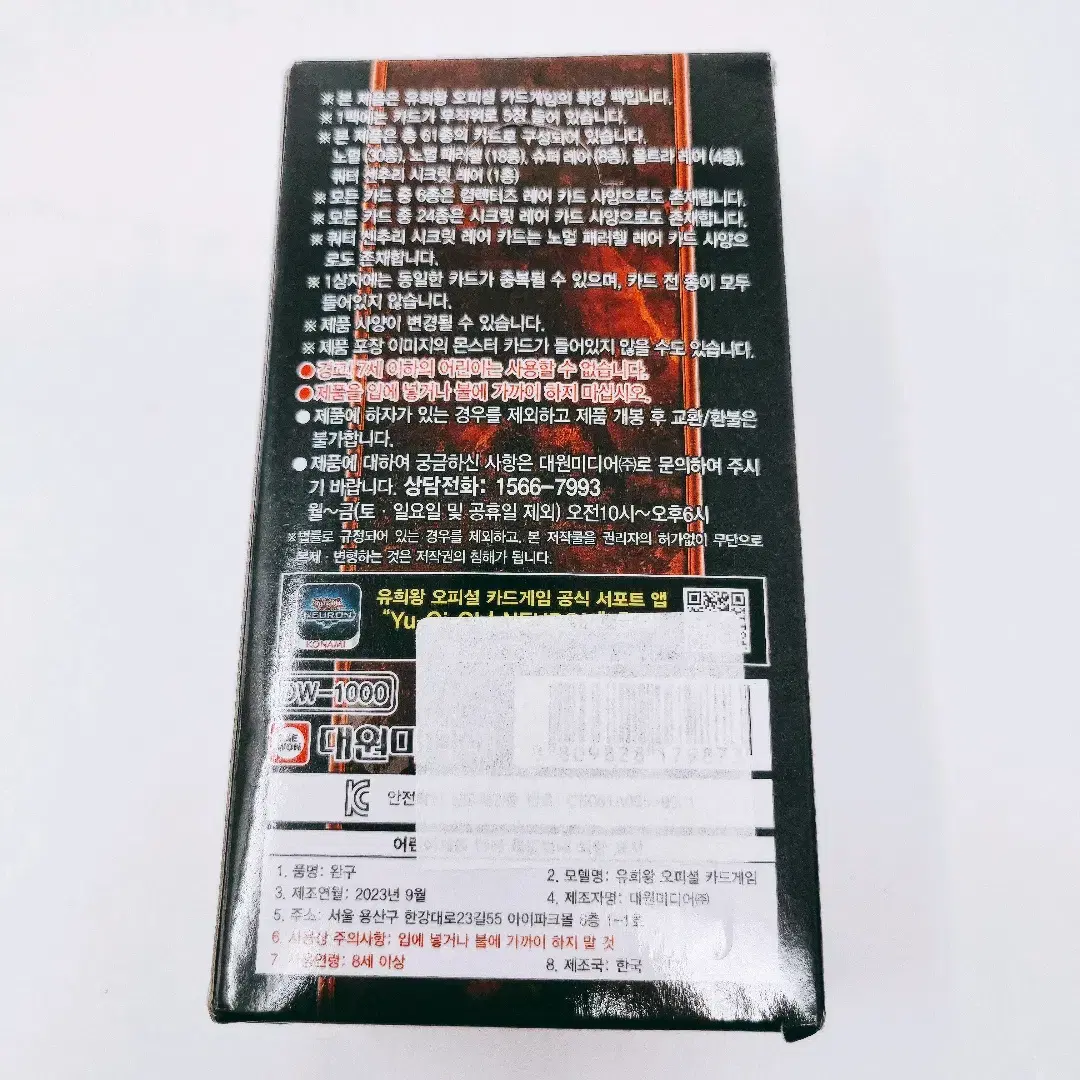 ※ 본 제품은 유희왕 오피셜 카드게임의 확장 팩입니다.
※ 1팩에는 카드가 무작위로 5장 들어 있습니다.
※ 본 제품은 총 61종의 카드로 구성되어 있습니다.
노멀 (30종), 노멀 패러렐 (18종), 슈퍼 레어 (8종), 울트라 레어 (4종),
쿼터 센추리 시크릿 레어 (1종)
※ 모든 카드 중 6종은 컬렉터즈 레어 카드 사양으로도 존재합니다.
※ 모든 카드 중 24종은 시크릿 레어 카드 사양으로도 존재합니다.
※ 쿼터 센추리 시크릿 레어 카드는 노멀 패러렐 레어 카드 사양으
로도 존재합니다.
※ 1상자에는 동일한 카드가 중복될 수 있으며, 카드 전 종이 모두
들어있지 않습니다.
※ 제품 사양이 변경될 수 있습니다.
※ 제품 포장 이미지의 몬스터 카드가 들어있지 않을 수도 있습니다.
● 경고! 7세 이하의 어린이는 사용할 수 없습니다.
● 제품을 입에 넣거나 불에 가까이 하지 마십시오.
● 제품에 하자가 있는 경우를 제외하고 제품 개봉 후 교환/환불은
불가합니다.
● 제품에 대하여 궁금하신 사항은 대원미디어㈜로 문의하여 주시
기 바랍니다. 상담전화: 1566-7993
월~금(토·일요일 및 공휴일 제외) 오전10시~오후6시
※법률로 규정되어 있는 경우를 제외하고, 본 저작물을 권리자의 허가없이 무단으로
복제·변형하는 것은 저작권의 침해가 됩니다.
유희왕 오피셜 카드게임 공식 서포트 앱
NEURON
KONAMI
DW-1000
DAE WON
대원미
안전
1. 품명: 완구
2. 모델명: 유희왕 오피셜 카드게임
3. 제조연월: 2023년 9월
4. 제조자명: 대원미디어㈜
5. 주소: 서울 용산구 한강대로23길55 아이파크몰 6층
6. 사용상 주의사항: 입에 넣거나 불에 가까이 하지 말 것
7. 사용연령: 8세 이상
8. 제조국: 한국